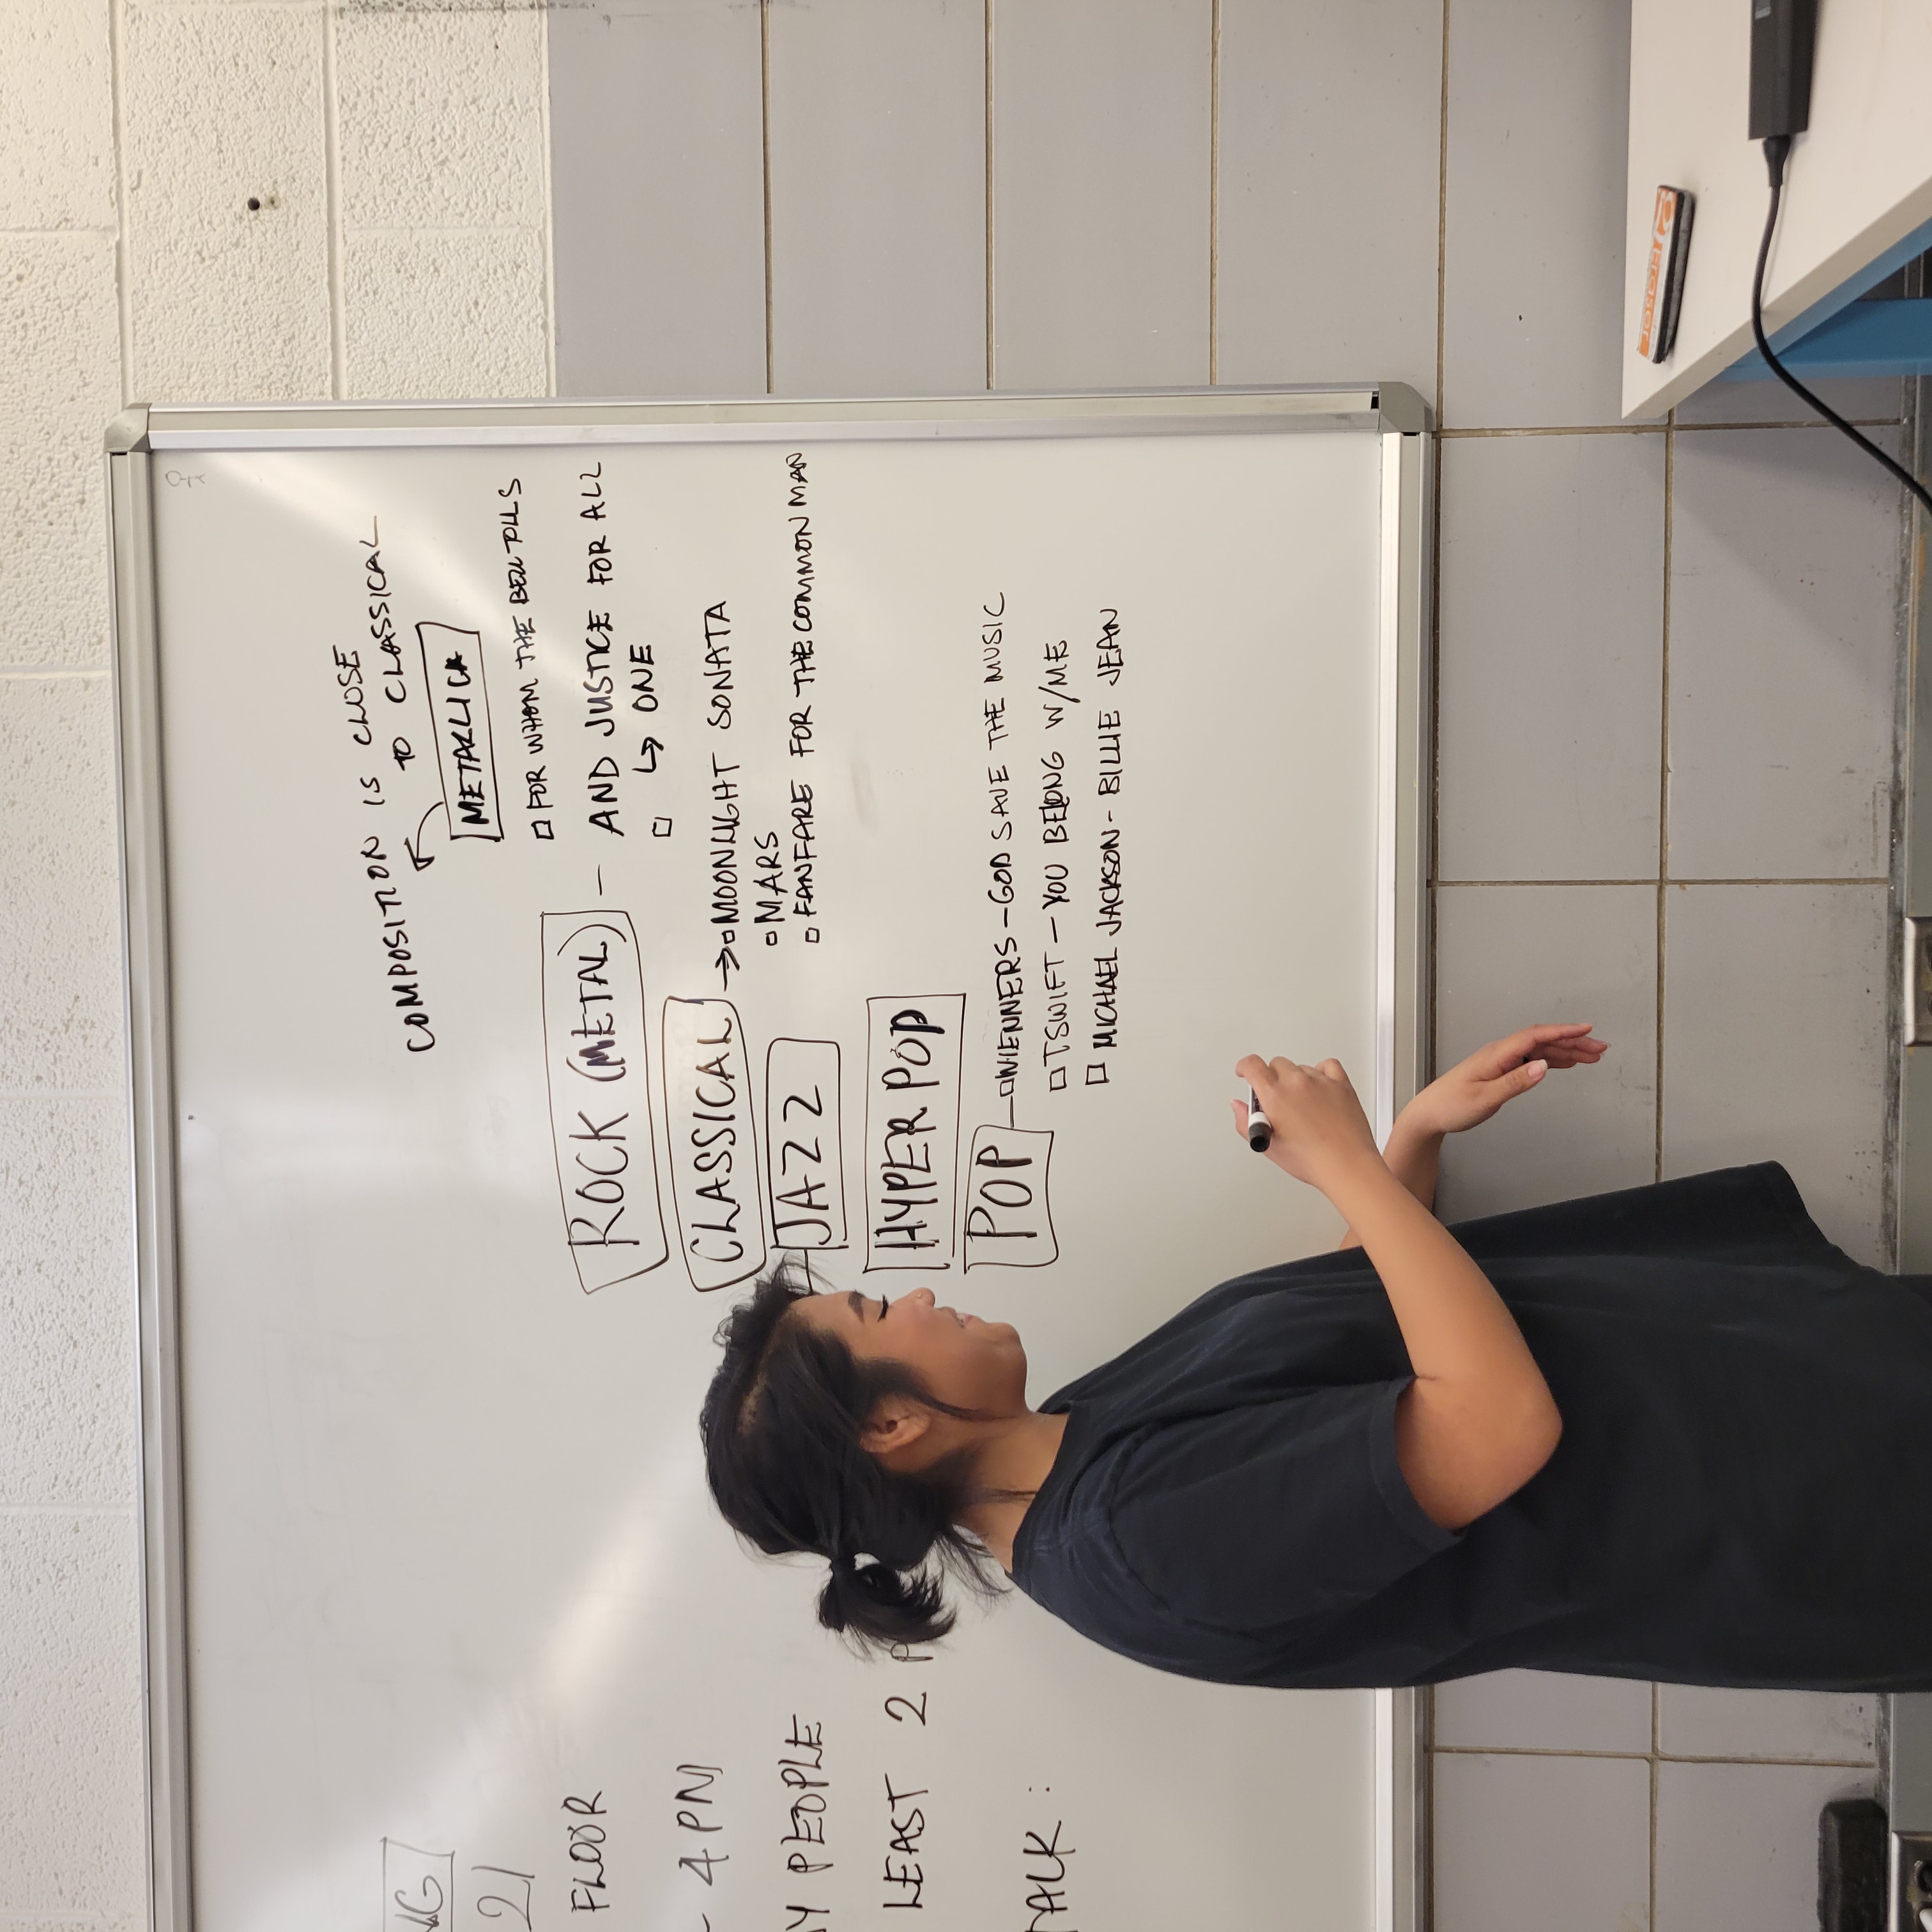 NG
21
FLOOR
- 4 PM
Y PEOPLE
LEAST 2 P
TALK :
COMPOSITION IS CLOSE
TO CLASSICAL
METALLICA
FOR WHOM THE BELL TOLLS
ROCK (METAL) — AND JUSTICE FOR ALL
↳ ONE
CLASSICAL → MOONLIGHT SONATA
MARS
JAZZ
FANFARE FOR THE COMMON MAN
HYPER POP
POP — WIENNERS — GOD SAVE THE MUSIC
TSWIFT — YOU BELONG W/ME
MICHAEL JACKSON - BILLIE JEAN